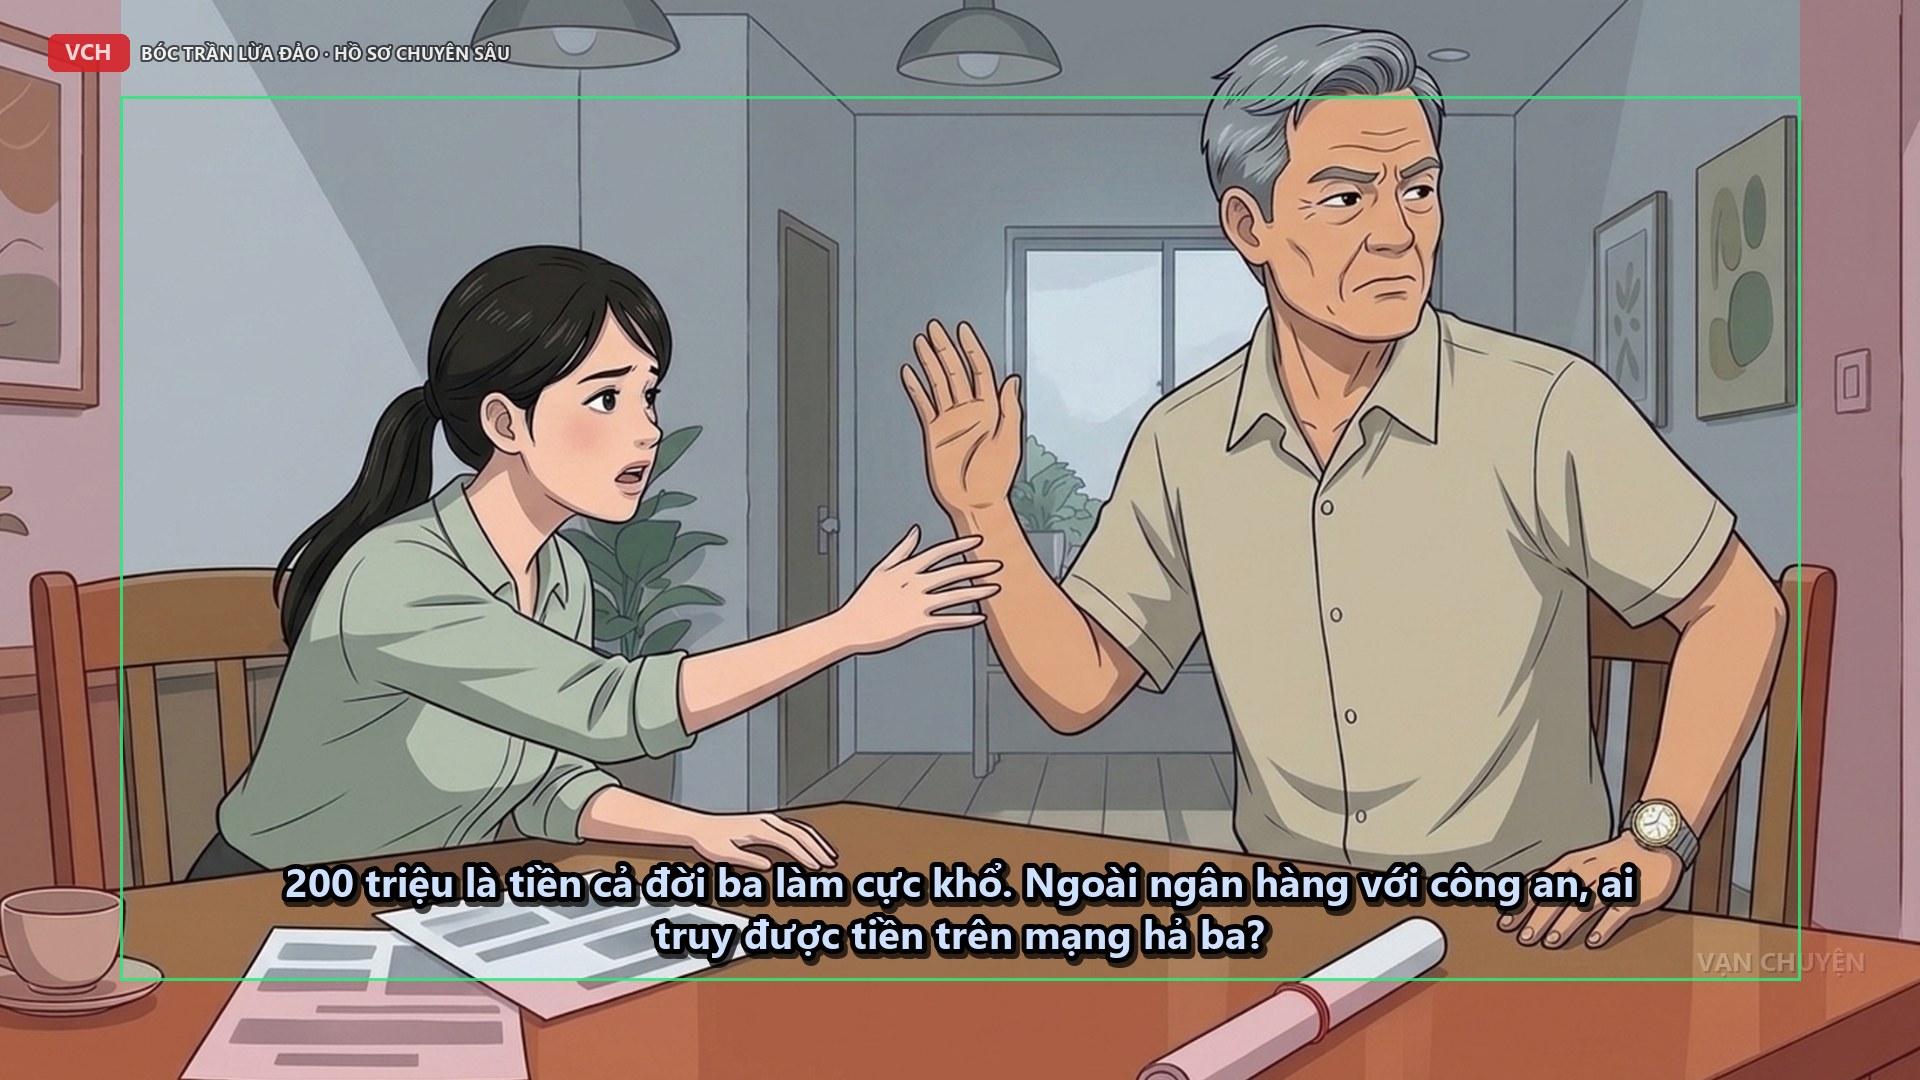 VCH BÓC TRẦN LỪA ĐẢO · HỒ SƠ CHUYÊN SÂU
200 triệu là tiền cả đời ba làm cực khổ. Ngoài ngân hàng với công an, ai
truy được tiền trên mạng hả ba?
VẠN CHUYỆN